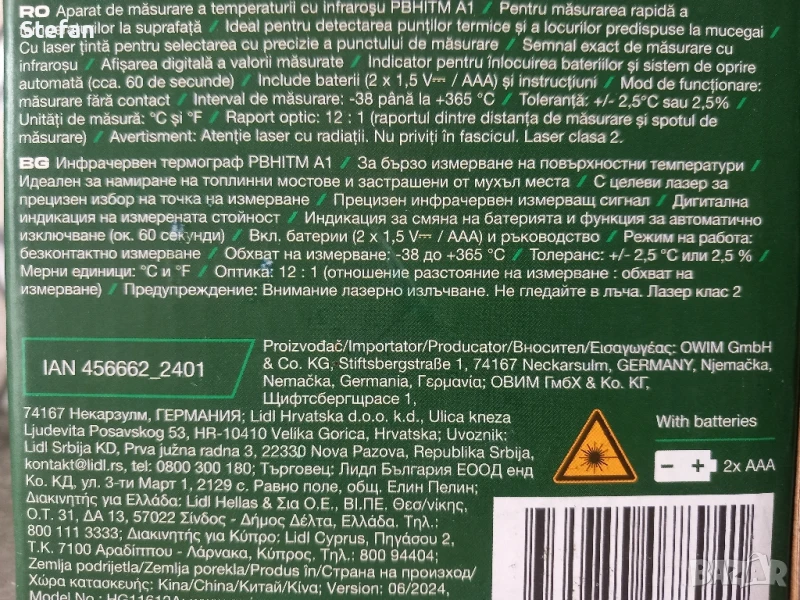 RO Aparat de măsurare a temperaturii cu infraroșu PBHITM A1 / Pentru măsurarea rapidă a
Stefan
temperaturilor la suprafață / Ideal pentru detectarea punților termice și a locurilor predispuse la mucegai /
Cu laser țintă pentru selectarea cu precizie a punctului de măsurare / Semnal exact de măsurare cu
infraroșu / Afișarea digitală a valorii măsurate / Indicator pentru înlocuirea bateriilor și sistem de oprire
automată (cca. 60 de secunde) / Include baterii (2 x 1,5 V⎓ / AAA) și instrucțiuni / Mod de funcționare:
măsurare fără contact / Interval de măsurare: -38 până la +365 °C / Toleranță: +/- 2,5°C sau 2,5% /
Unități de măsură: °C și °F / Raport optic: 12 : 1 (raportul dintre distanța de măsurare și spotul de
măsurare) / Avertisment: Atenție laser cu radiații. Nu priviți în fascicul. Laser clasa 2.
BG Инфрачервен термограф PBHITM A1 / За бързо измерване на повърхностни температури /
Идеален за намиране на топлинни мостове и застрашени от мухъл места / С целеви лазер за
прецизен избор на точка на измерване / Прецизен инфрачервен измерващ сигнал / Дигитална
индикация на измерената стойност / Индикация за смяна на батерията и функция за автоматично
изключване (ок. 60 секунди) / Вкл. батерии (2 x 1,5 V⎓ / AAA) и ръководство / Режим на работа:
безконтактно измерване / Обхват на измерване: -38 до +365 °C / Толеранс: +/- 2,5 °C или 2,5 % /
Мерни единици: °C и °F / Оптика: 12 : 1 (отношение разстояние на измерване : обхват на
измерване) / Предупреждение: Внимание лазерно излъчване. Не гледайте в лъча. Лазер клас 2
IAN 456662_2401
Proizvođač/Importator/Producator/Вносител/Εισαγωγέας: OWIM GmbH
& Co. KG, Stiftsbergstraße 1, 74167 Neckarsulm, GERMANY, Njemačka,
Nemačka, Germania, Γερμανία; ОВИМ ГмбХ & Ко. КГ,
Щифтсбергщрасе 1,
74167 Некарзулм, ГЕРМАНИЯ; Lidl Hrvatska d.o.o. k.d., Ulica kneza
Ljudevita Posavskog 53, HR-10410 Velika Gorica, Hrvatska; Uvoznik:
Lidl Srbija KD, Prva južna radna 3, 22330 Nova Pazova, Republika Srbija,
kontakt@lidl.rs, tel: 0800 300 180; Търговец: Лидл България ЕООД енд
Ко. КД, ул. 3-ти Март 1, 2129 с. Равно поле, общ. Елин Пелин;
Διακινητής για Ελλάδα: Lidl Hellas & Σια Ο.Ε., ΒΙ.ΠΕ. Θεσ/νίκης,
Ο.Τ. 31, ΔΑ 13, 57022 Σίνδος - Δήμος Δέλτα, Ελλάδα. Τηλ.:
800 111 3333; Διακινητής για Κύπρο: Lidl Cyprus, Πηγάσου 2,
Τ.Κ. 7100 Αραδίππου - Λάρνακα, Κύπρος, Τηλ.: 800 94404;
Zemlja podrijetla/Zemlja porekla/Produs în/Страна на произход/
Χώρα κατασκευής: Kina/China/Китай/Κίνα; Version: 06/2024,
With batteries
2x AAA
BAZAR